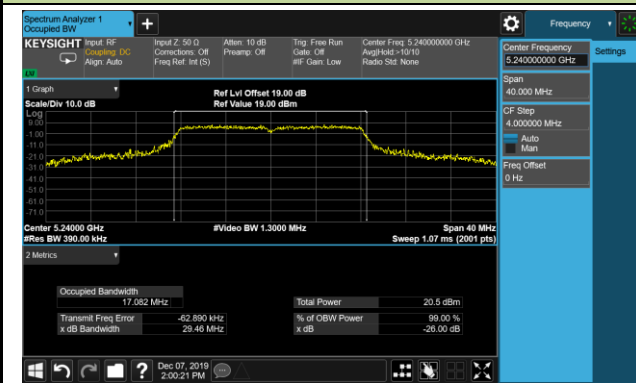 Spectrum Analyzer 1
Occupied BW
Frequency
KEYSIGHT
Input: RF
Coupling: DC
Align: Auto
Input Z: 50 Ω
Corrections: Off
Freq Ref: Int (S)
Atten: 10 dB
Preamp: Off
Trig: Free Run
Gate: Off
#IF Gain: Low
Center Freq: 5.240000000 GHz
Avg|Hold:>10/10
Radio Std: None
Center Frequency
5.240000000 GHz
Settings
Span
40.000 MHz
CF Step
4.000000 MHz
Auto
Man
Freq Offset
0 Hz
1 Graph
Scale/Div 10.0 dB
Ref Lvl Offset 19.00 dB
Ref Value 19.00 dBm
Log
9.00
-1.00
-11.0
-21.0
-31.0
-41.0
-51.0
-61.0
-71.0
Center 5.24000 GHz
#Res BW 390.00 kHz
#Video BW 1.3000 MHz
Span 40 MHz
Sweep 1.07 ms (2001 pts)
2 Metrics
Occupied Bandwidth
17.082 MHz
Total Power 20.5 dBm
Transmit Freq Error -62.890 kHz
% of OBW Power 99.00 %
x dB Bandwidth 29.46 MHz
x dB -26.00 dB
?
Dec 07, 2019
2:00:21 PM